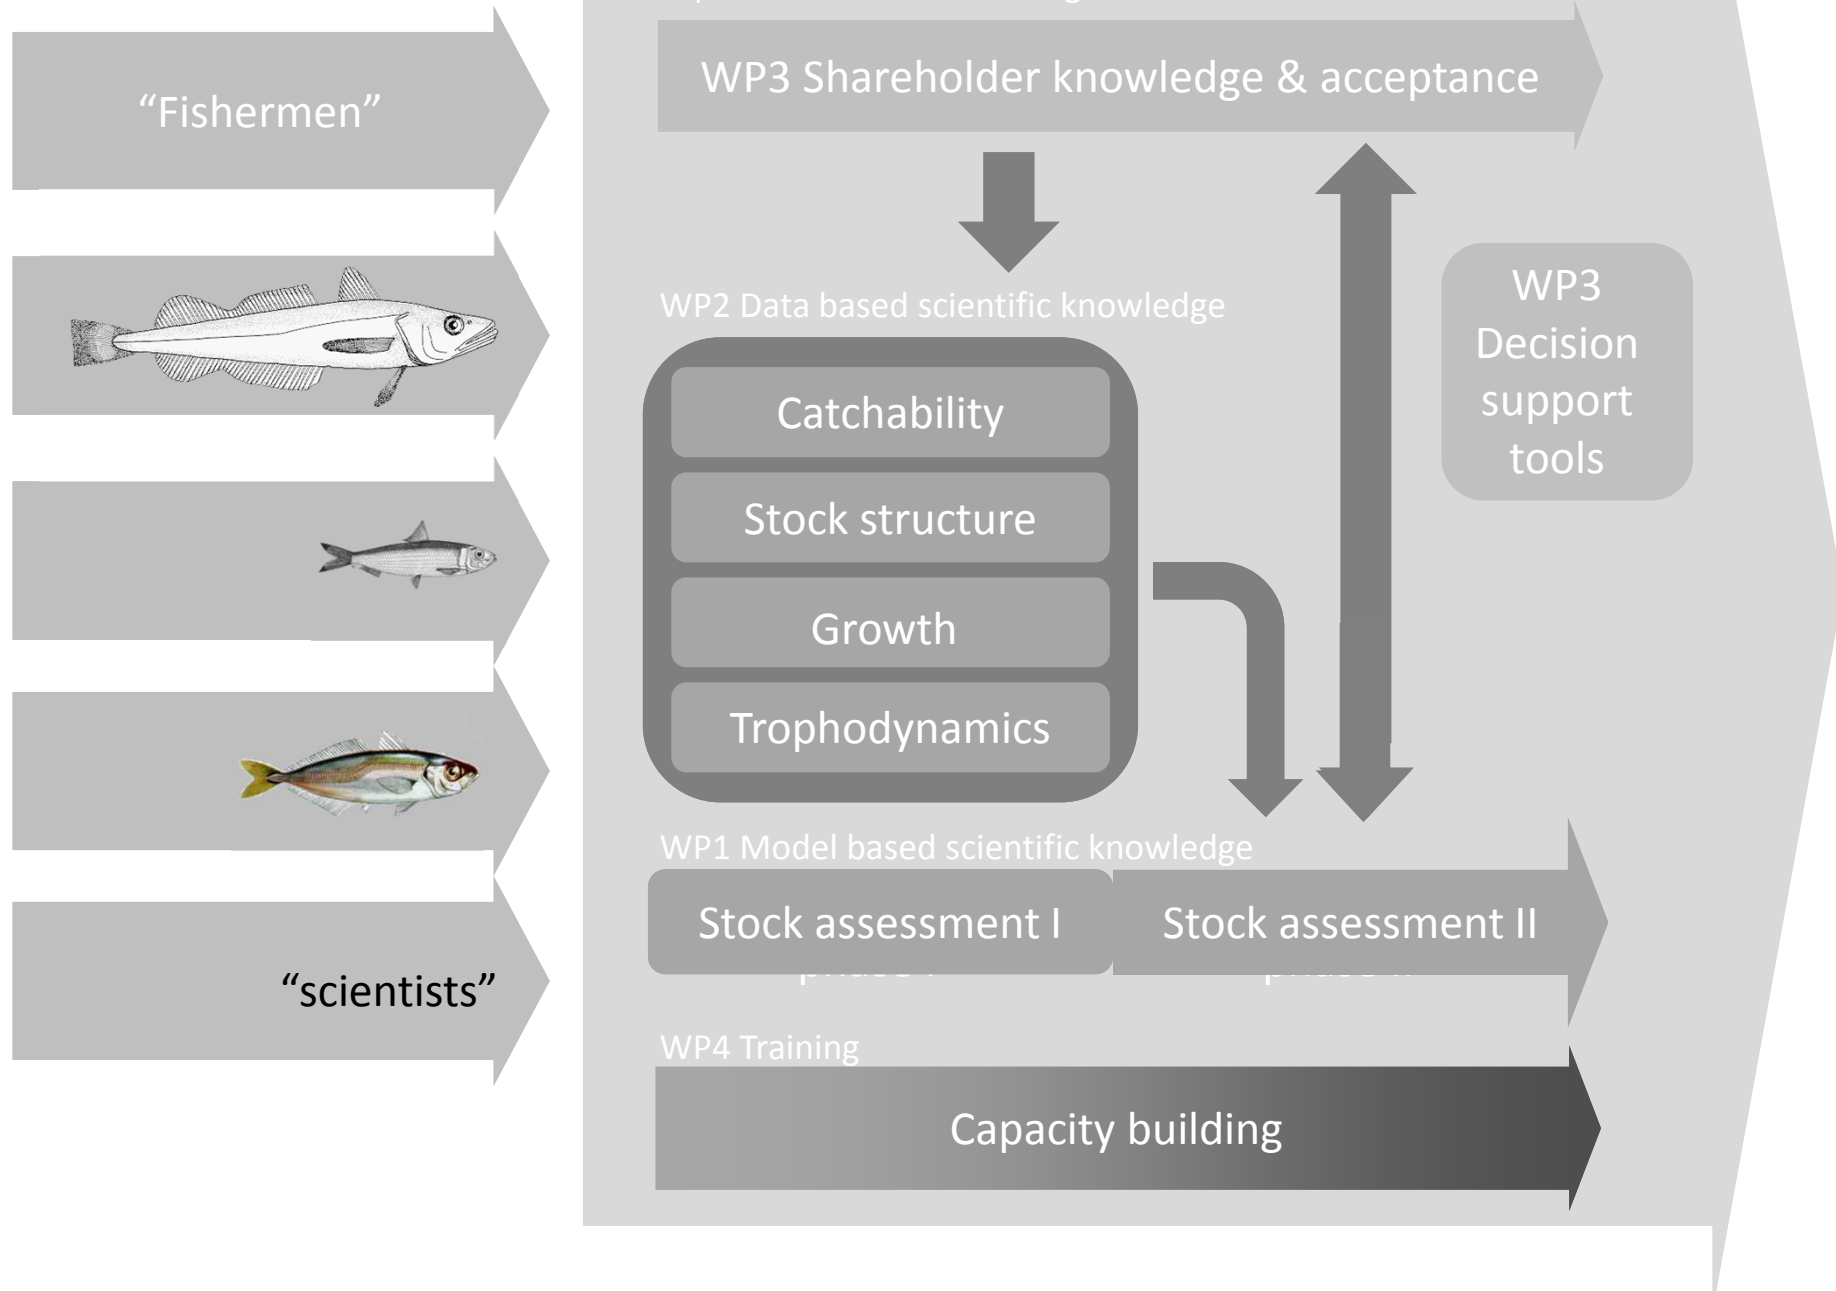 “Fishermen”
“scientists”
WP3 Shareholder knowledge & acceptance
WP2 Data based scientific knowledge
Catchability
Stock structure
Growth
Trophodynamics
WP3
Decision
support
tools
WP1 Model based scientific knowledge
Stock assessment I
Stock assessment II
WP4 Training
Capacity building